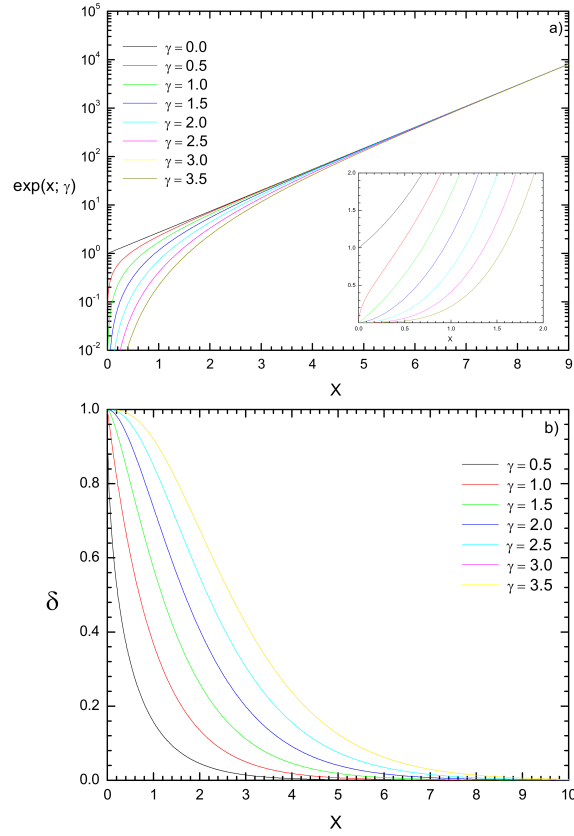 a)
10^5
10^4
10^3
10^2
10^1
10^0
10^-1
10^-2
exp(x; γ)
γ = 0.0
γ = 0.5
γ = 1.0
γ = 1.5
γ = 2.0
γ = 2.5
γ = 3.0
γ = 3.5
2.0
1.5
1.0
0.5
0.0
0.0 0.5 1.0 1.5 2.0
X
0 1 2 3 4 5 6 7 8 9
X
b)
1.0
0.8
0.6
0.4
0.2
0.0
δ
γ = 0.5
γ = 1.0
γ = 1.5
γ = 2.0
γ = 2.5
γ = 3.0
γ = 3.5
0 1 2 3 4 5 6 7 8 9 10
X